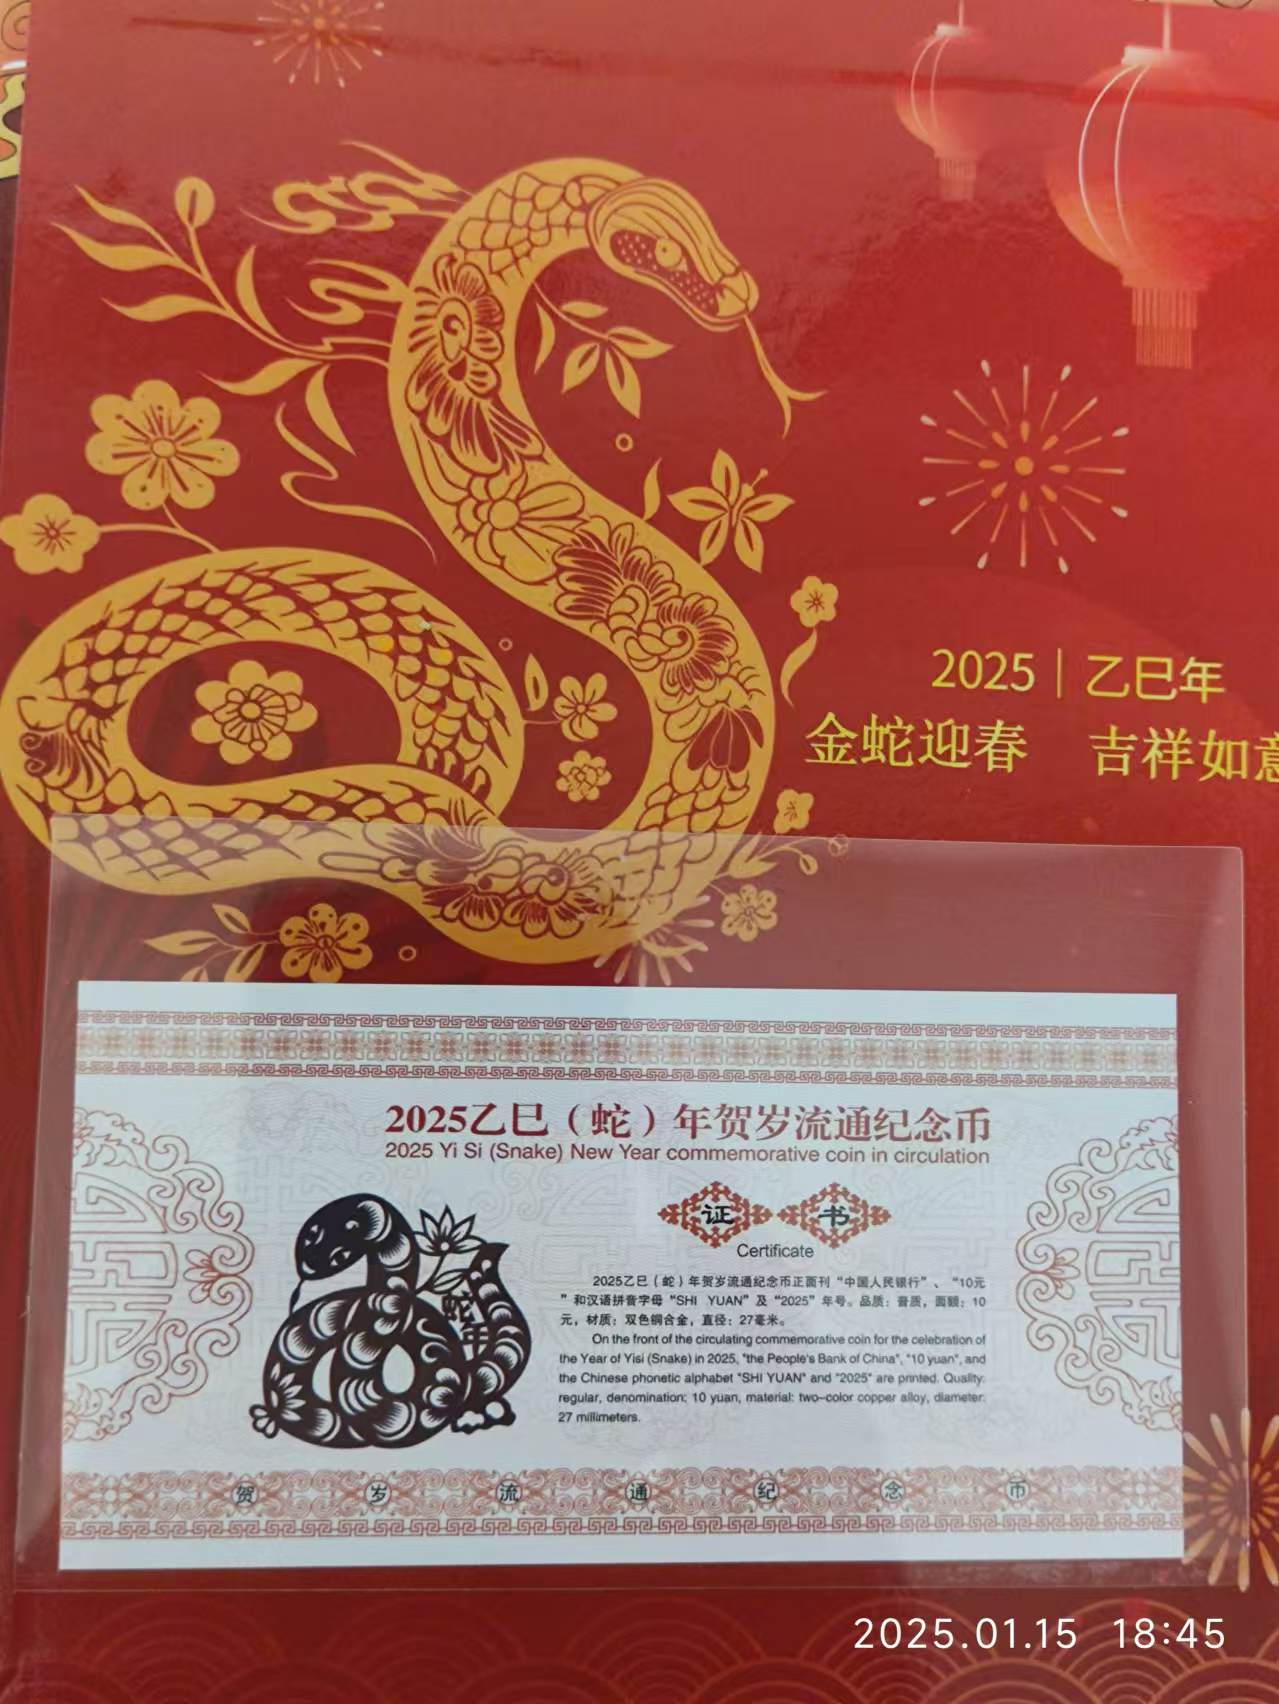 2025｜乙巳年
金蛇迎春 吉祥如意
2025乙巳（蛇）年贺岁流通纪念币
2025 Yi Si (Snake) New Year commemorative coin in circulation
证 书
Certificate
蛇年
2025乙巳（蛇）年贺岁流通纪念币正面刊“中国人民银行”、“10元
”和汉语拼音字母“SHI YUAN”及“2025”年号。品质：普质，面额：10
元，材质：双色铜合金，直径：27毫米。
On the front of the circulating commemorative coin for the celebration of
the Year of Yisi (Snake) in 2025, "the People's Bank of China", "10 yuan", and
the Chinese phonetic alphabet "SHI YUAN" and "2025" are printed. Quality:
regular, denomination: 10 yuan, material: two-color copper alloy, diameter:
27 millimeters.
贺 岁 流 通 纪 念 币
2025.01.15 18:45